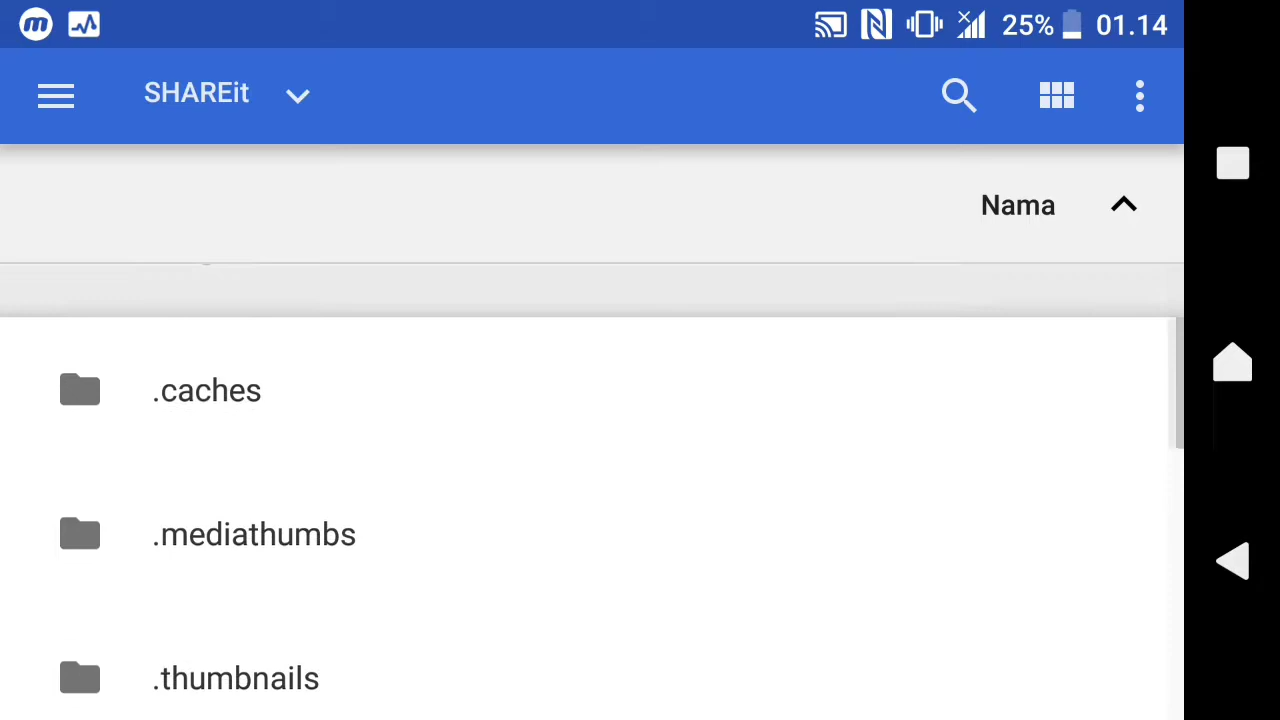 25% 01.14
SHAREit
Nama
.caches
.mediathumbs
.thumbnails